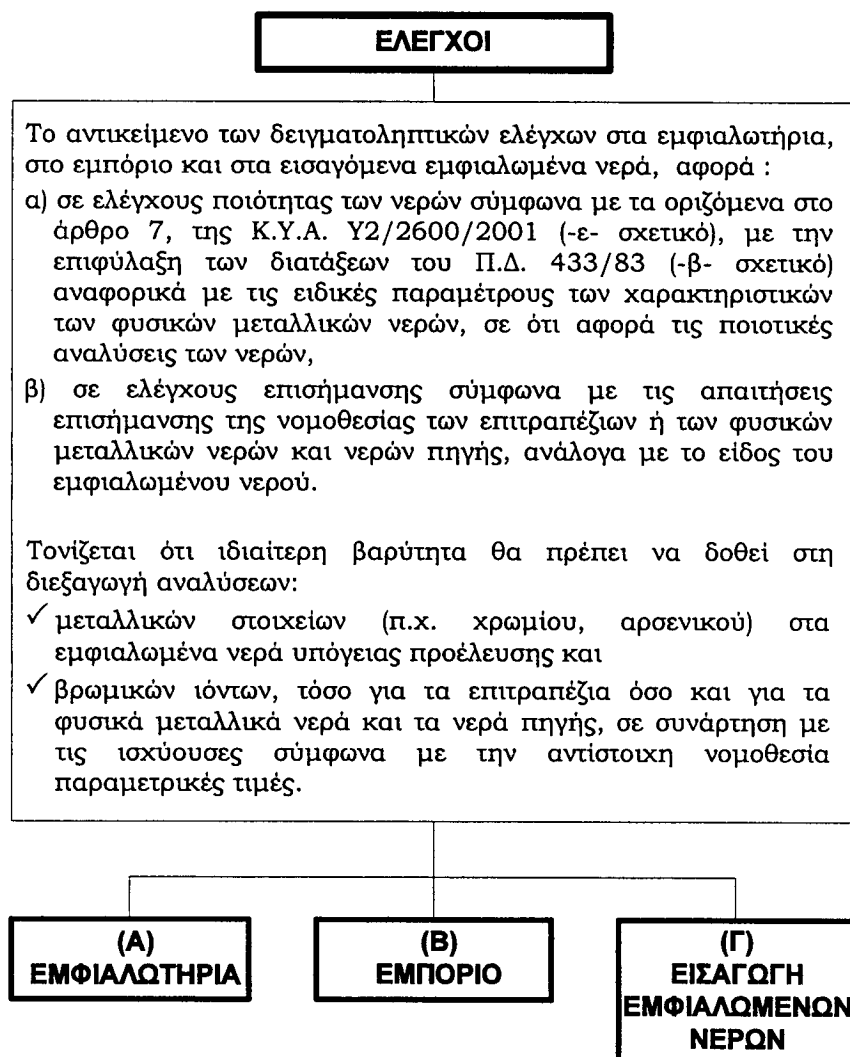 ΕΛΕΓΧΟΙ
Το αντικείμενο των δειγματοληπτικών ελέγχων στα εμφιαλωτήρια,
στο εμπόριο και στα εισαγόμενα εμφιαλωμένα νερά, αφορά :
α) σε ελέγχους ποιότητας των νερών σύμφωνα με τα οριζόμενα στο
άρθρο 7, της Κ.Υ.Α. Υ2/2600/2001 (-ε- σχετικό), με την
επιφύλαξη των διατάξεων του Π.Δ. 433/83 (-β- σχετικό)
αναφορικά με τις ειδικές παραμέτρους των χαρακτηριστικών
των φυσικών μεταλλικών νερών, σε ότι αφορά τις ποιοτικές
αναλύσεις των νερών,
β) σε ελέγχους επισήμανσης σύμφωνα με τις απαιτήσεις
επισήμανσης της νομοθεσίας των επιτραπέζιων ή των φυσικών
μεταλλικών νερών και νερών πηγής, ανάλογα με το είδος του
εμφιαλωμένου νερού.
Τονίζεται ότι ιδιαίτερη βαρύτητα θα πρέπει να δοθεί στη
διεξαγωγή αναλύσεων:
✓ μεταλλικών στοιχείων (π.χ. χρωμίου, αρσενικού) στα
εμφιαλωμένα νερά υπόγειας προέλευσης και
✓ βρωμικών ιόντων, τόσο για τα επιτραπέζια όσο και για τα
φυσικά μεταλλικά νερά και τα νερά πηγής, σε συνάρτηση με
τις ισχύουσες σύμφωνα με την αντίστοιχη νομοθεσία
παραμετρικές τιμές.
(Α)
ΕΜΦΙΑΛΩΤΗΡΙΑ
(Β)
ΕΜΠΟΡΙΟ
(Γ)
ΕΙΣΑΓΩΓΗ
ΕΜΦΙΑΛΩΜΕΝΩΝ
ΝΕΡΩΝ